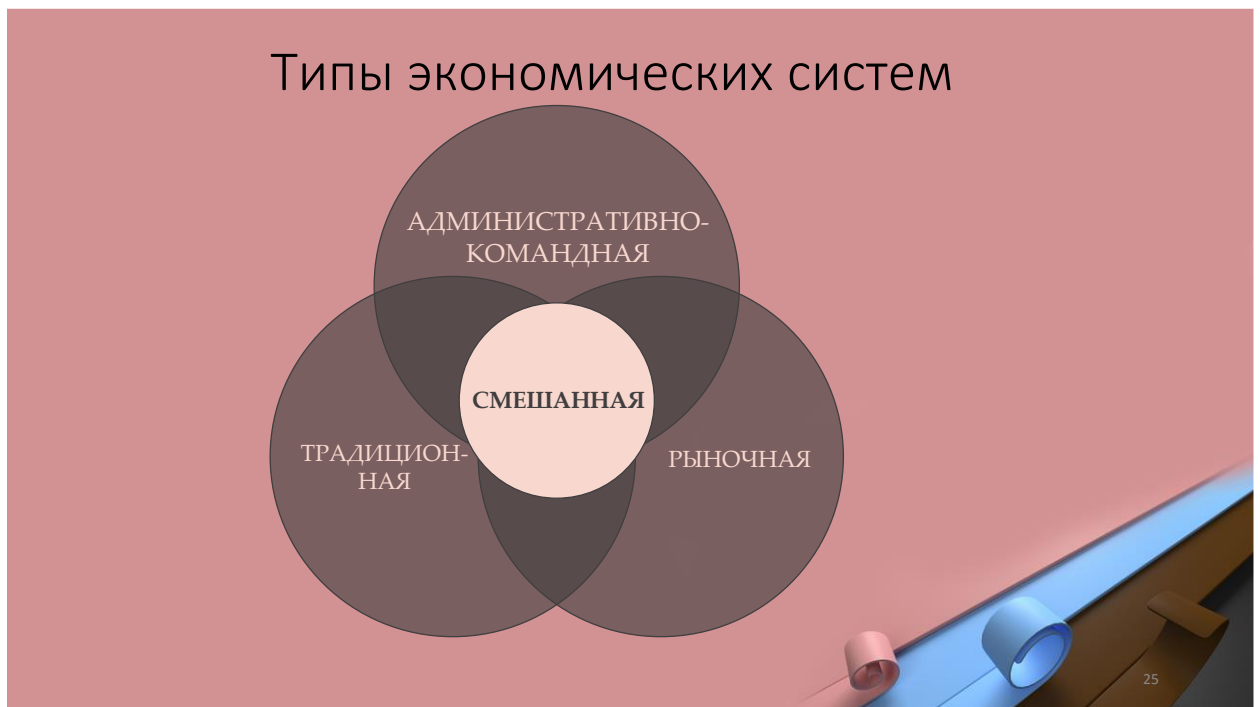 Типы экономических систем
АДМИНИСТРАТИВНО-
КОМАНДНАЯ
СМЕШАННАЯ
ТРАДИЦИОН-
НАЯ
РЫНОЧНАЯ
25